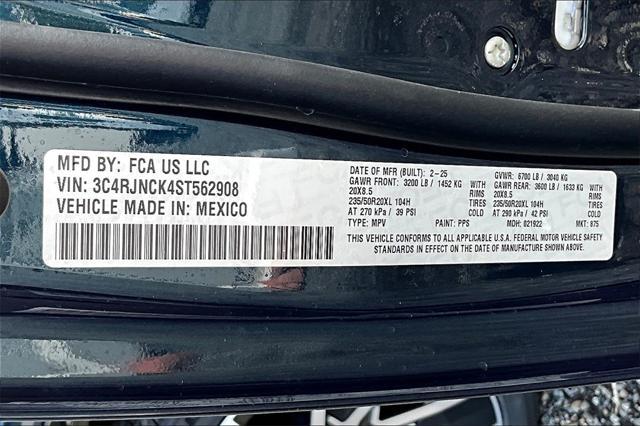 MFD BY: FCA US LLC
VIN: 3C4RJNCK4ST562908
VEHICLE MADE IN: MEXICO
DATE OF MFR (BUILT): 2-25 GVWR: 6700 LB / 3040 KG
GAWR FRONT: 3200 LB / 1452 KG WITH GAWR REAR: 3600 LB / 1633 KG WITH
20X8.5 RIMS 20X8.5 RIMS
235/50R20XL 104H TIRES 235/50R20XL 104H TIRES
AT 270 kPa / 39 PSI COLD AT 290 kPa / 42 PSI COLD
TYPE: MPV PAINT: PPS MDH: 021922 MKT: 875
THIS VEHICLE CONFORMS TO ALL APPLICABLE U.S.A. FEDERAL MOTOR VEHICLE SAFETY
STANDARDS IN EFFECT ON THE DATE OF MANUFACTURE SHOWN ABOVE.